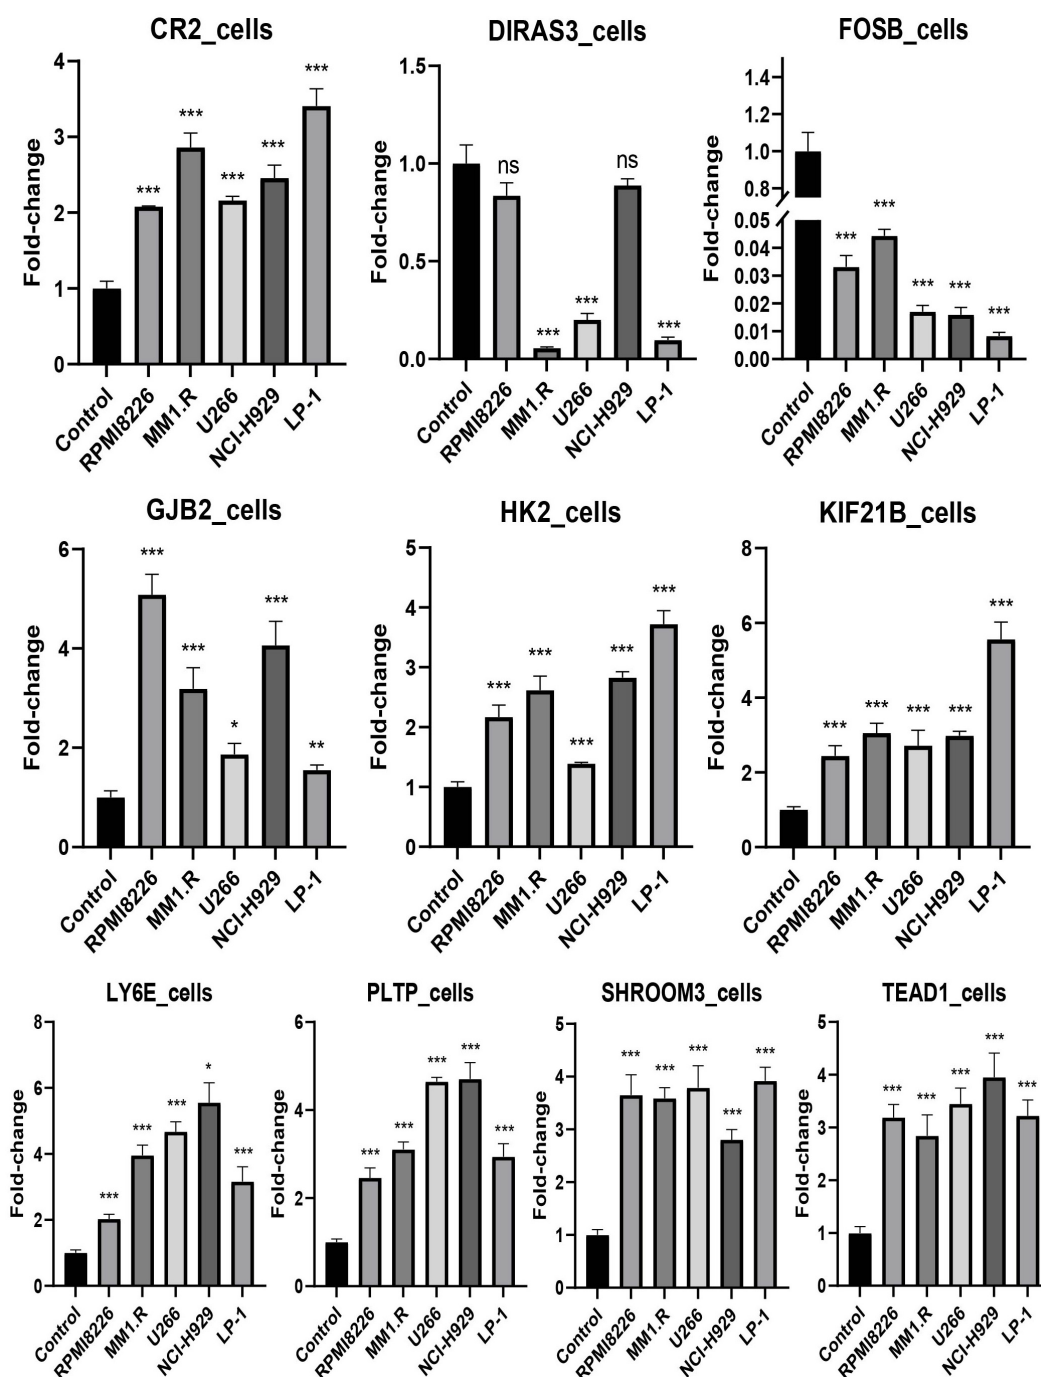 CR2_cells
Fold-change
4
3
2
1
0
***
***
***
***
***
Control
RPMI8226
MM1.R
U266
NCI-H929
LP-1
DIRAS3_cells
Fold-change
1.5
1.0
0.5
0.0
ns
***
***
ns
***
Control
RPMI8226
MM1.R
U266
NCI-H929
LP-1
FOSB_cells
Fold-change
1.4
1.2
1.0
0.8
0.05
0.04
0.03
0.02
0.01
0.00
***
***
***
***
***
Control
RPMI8226
MM1.R
U266
NCI-H929
LP-1
GJB2_cells
Fold-change
6
4
2
0
***
***
*
***
**
Control
RPMI8226
MM1.R
U266
NCI-H929
LP-1
HK2_cells
Fold-change
5
4
3
2
1
0
***
***
***
***
***
Control
RPMI8226
MM1.R
U266
NCI-H929
LP-1
KIF21B_cells
Fold-change
8
6
4
2
0
***
***
***
***
***
Control
RPMI8226
MM1.R
U266
NCI-H929
LP-1
LY6E_cells
Fold-change
8
6
4
2
0
***
***
***
*
***
Control
RPMI8226
MM1.R
U266
NCI-H929
LP-1
PLTP_cells
Fold-change
6
4
2
0
***
***
***
***
***
Control
RPMI8226
MM1.R
U266
NCI-H929
LP-1
SHROOM3_cells
Fold-change
5
4
3
2
1
0
***
***
***
***
***
Control
RPMI8226
MM1.R
U266
NCI-H929
LP-1
TEAD1_cells
Fold-change
5
4
3
2
1
0
***
***
***
***
***
Control
RPMI8226
MM1.R
U266
NCI-H929
LP-1